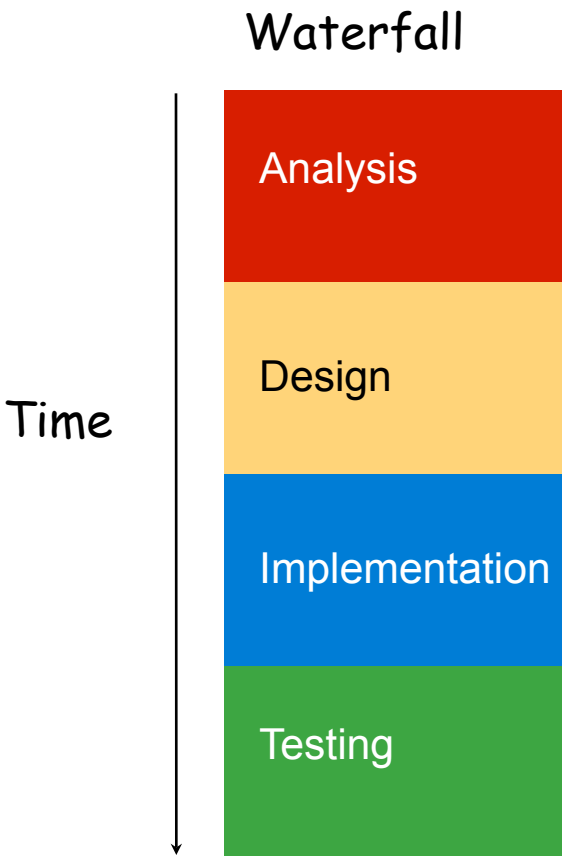 Waterfall
Analysis
Design
Time
Implementation
Testing